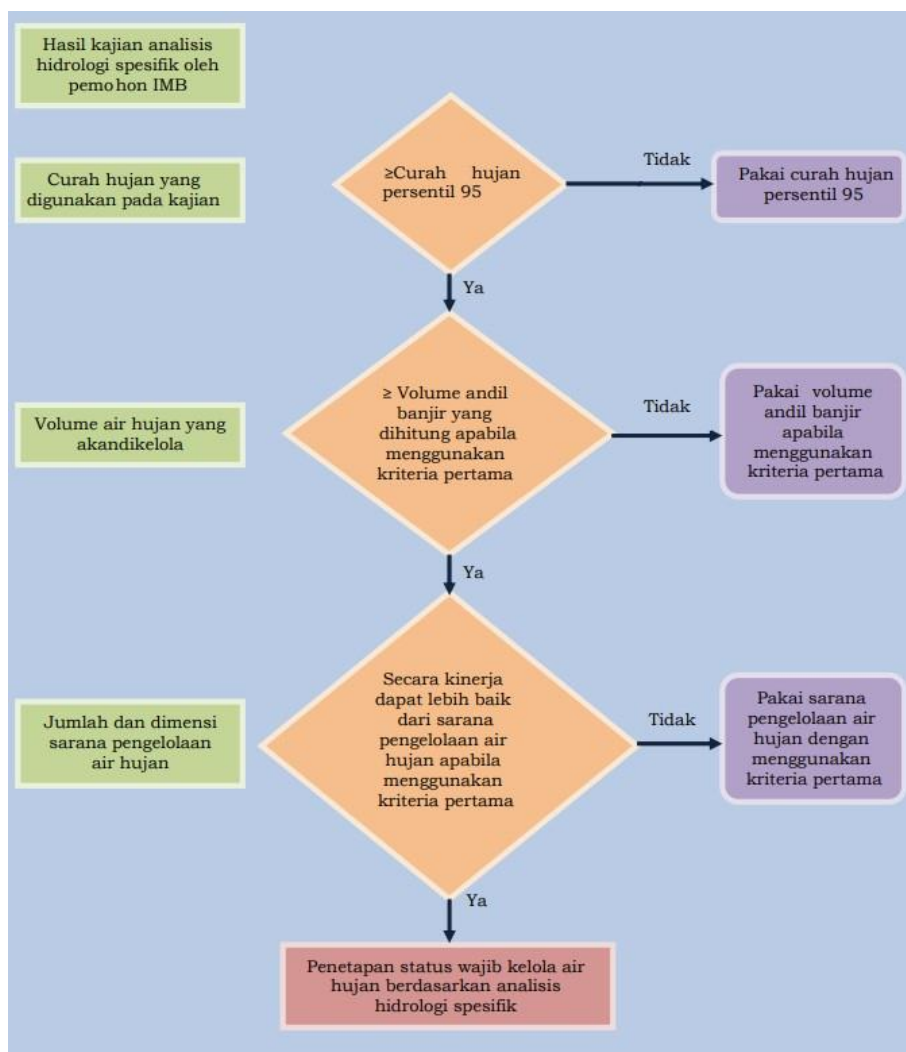 Hasil kajian analisis
hidrologi spesifik oleh
pemohon IMB
Curah hujan yang
digunakan pada kajian
≥Curah hujan
persentil 95
Tidak
Pakai curah hujan
persentil 95
Ya
Volume air hujan yang
akandikelola
≥ Volume andil
banjir yang
dihitung apabila
menggunakan
kriteria pertama
Tidak
Pakai volume
andil banjir
apabila
menggunakan
kriteria pertama
Ya
Jumlah dan dimensi
sarana pengelolaan
air hujan
Secara kinerja
dapat lebih baik
dari sarana
pengelolaan air
hujan apabila
menggunakan
kriteria pertama
Tidak
Pakai sarana
pengelolaan air
hujan dengan
menggunakan
kriteria pertama
Ya
Penetapan status wajib kelola air
hujan berdasarkan analisis
hidrologi spesifik